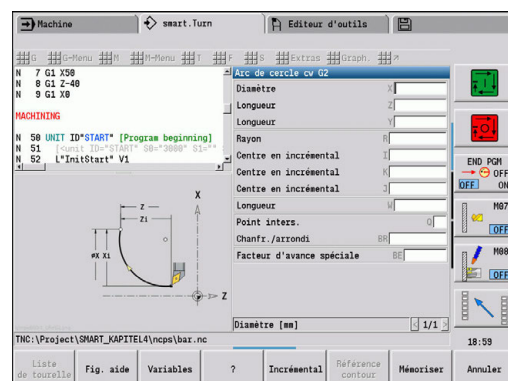 Machine
smart.Turn
Editeur d'outils
G
G-Menu
M
M-Menu
T
F
S
Extras
Graph.
N 7 G1 X50
N 8 G1 Z-40
N 9 G1 X0
MACHINING
N 50 UNIT ID"START" [Program beginning]
N 51 [<unit ID="START" S0="3000" S1=""
N 52 L"InitStart" V1
Arc de cercle cv G2
Diamètre X
Longueur Z
Longueur Y
Rayon R
Centre en incrémental I
Centre en incrémental K
Centre en incrémental J
Longueur W
Point inters. Q
Chanfr./arrondi BR
Facteur d'avance spéciale BE
Diamètre [mm]
1/1
X
Z
Zi
øX Xi
Z
END PGM
OFF
OFF ON
M07
OFF
OFF
18:59
TNC:\Project\SMART_KAPITEL4\ncps\bar.nc
Liste de tourelle
Fig. aide
Variables
?
Incrémental
Référence contour
Mémoriser
Annuler